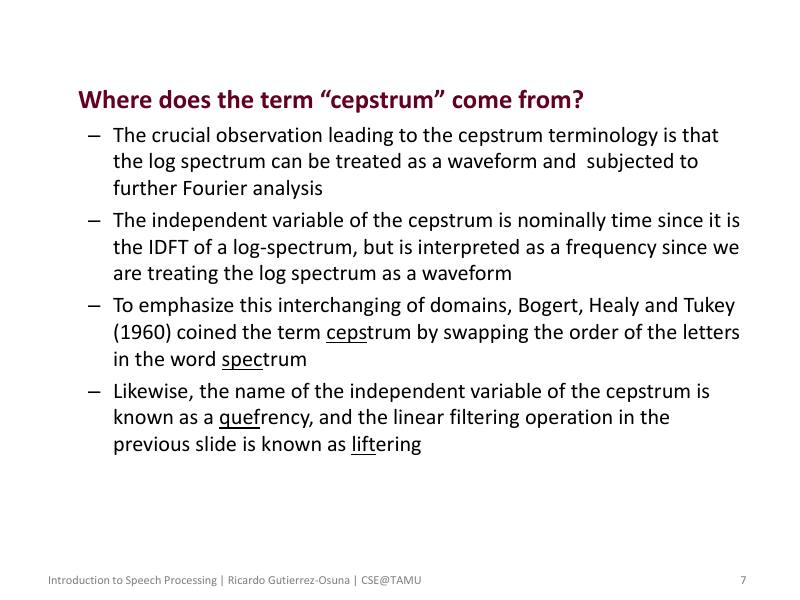 Where does the term “cepstrum” come from?
– The crucial observation leading to the cepstrum terminology is that
the log spectrum can be treated as a waveform and  subjected to
further Fourier analysis
– The independent variable of the cepstrum is nominally time since it is
the IDFT of a log-spectrum, but is interpreted as a frequency since we
are treating the log spectrum as a waveform
– To emphasize this interchanging of domains, Bogert, Healy and Tukey
(1960) coined the term cepstrum by swapping the order of the letters
in the word spectrum
– Likewise, the name of the independent variable of the cepstrum is
known as a quefrency, and the linear filtering operation in the
previous slide is known as liftering
Introduction to Speech Processing | Ricardo Gutierrez-Osuna | CSE@TAMU
7